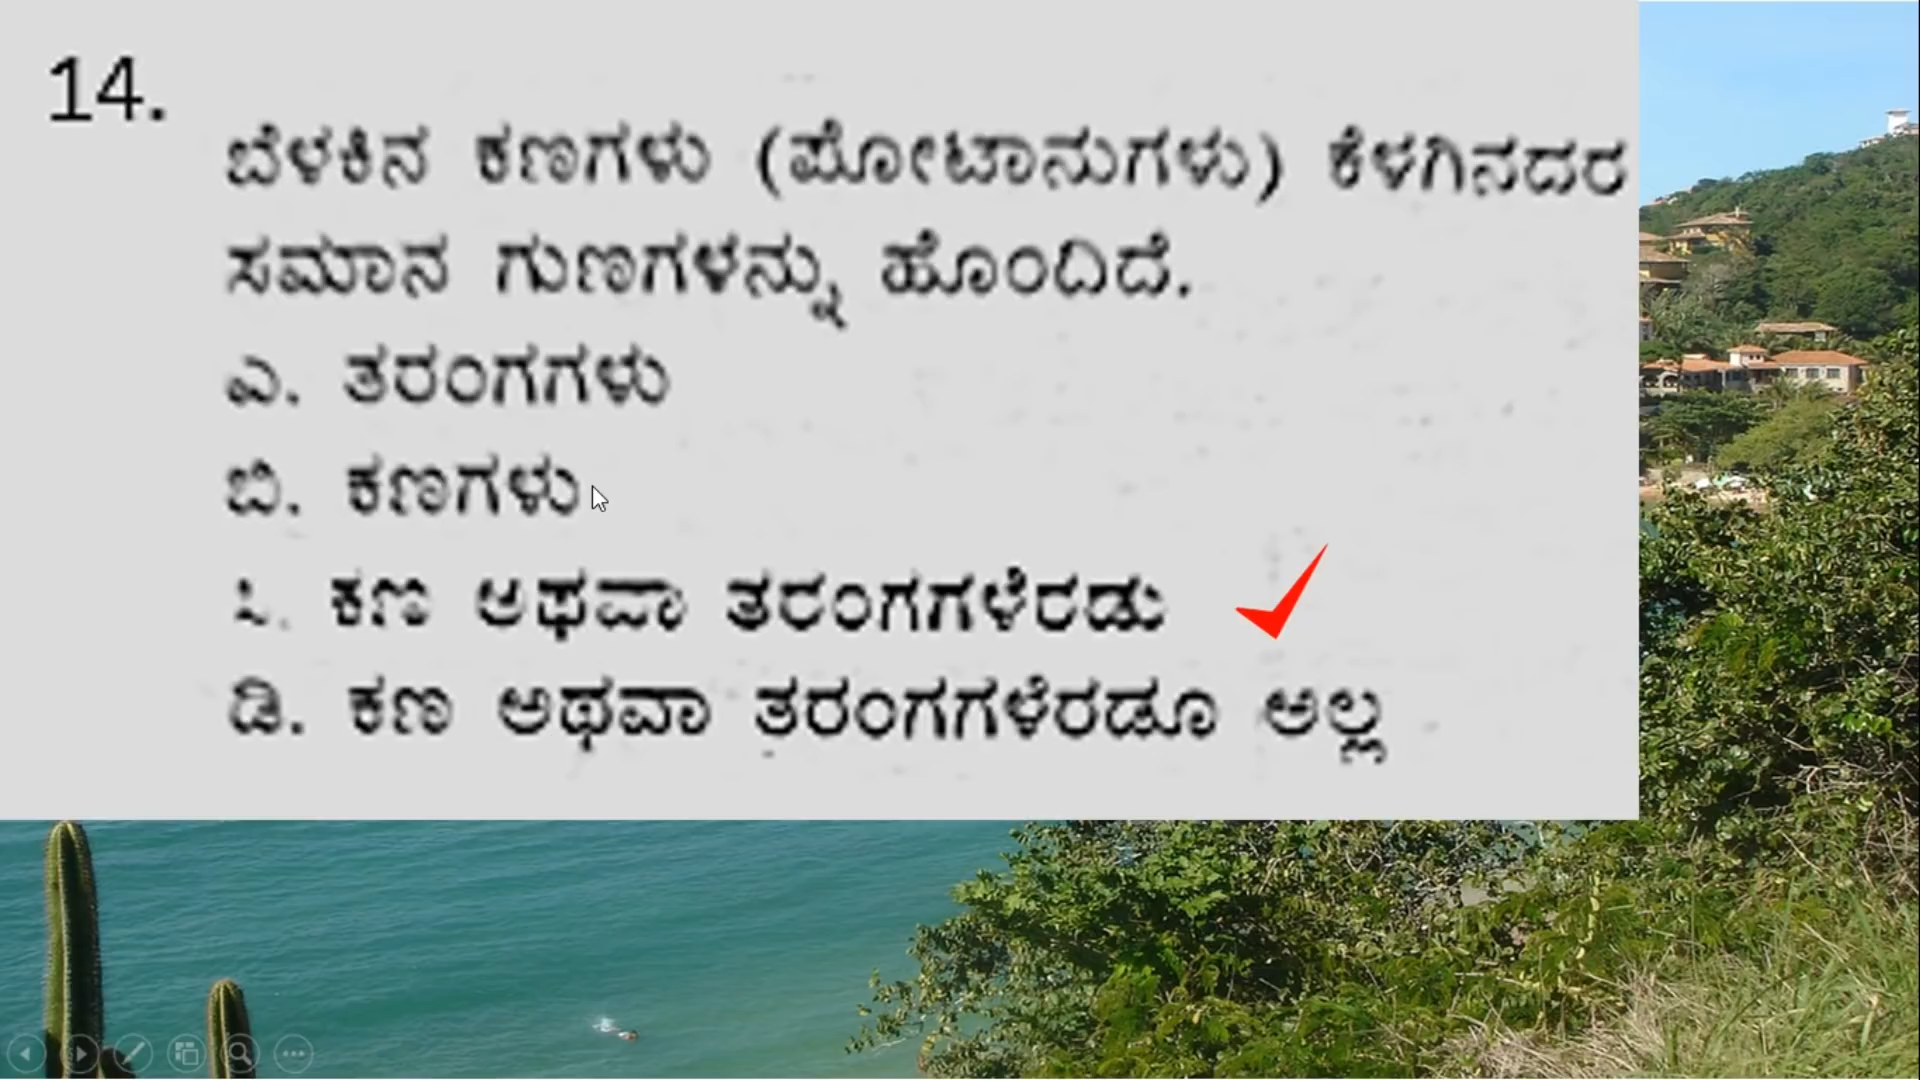 14.
ಬೆಳಕಿನ ಕಣಗಳು (ಪೋಟಾನುಗಳು) ಕೆಳಗಿನದರ
ಸಮಾನ ಗುಣಗಳನ್ನು ಹೊಂದಿದೆ.
ಎ. ತರಂಗಗಳು
ಬಿ. ಕಣಗಳು
ಕಣ ಅಥವಾ ತರಂಗಗಳೆರಡು
ಡಿ. ಕಣ ಅಥವಾ ತರಂಗಗಳೆರಡೂ ಅಲ್ಲ